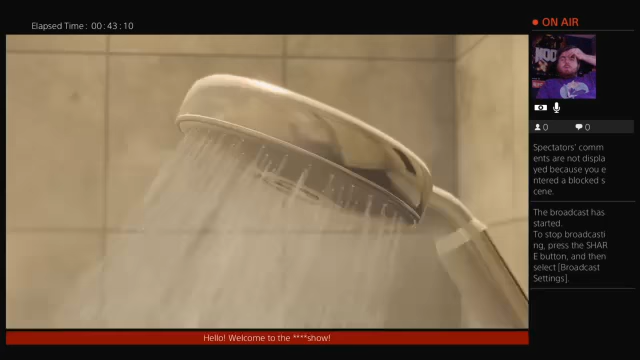 Elapsed Time : 00 : 43 : 10
ON AIR
0
0
Spectators' comm
ents are not displa
yed because you e
ntered a blocked s
cene.
The broadcast has
started.
To stop broadcasti
ng, press the SHAR
E button, and then
select [Broadcast
Settings].
Hello! Welcome to the ****show!